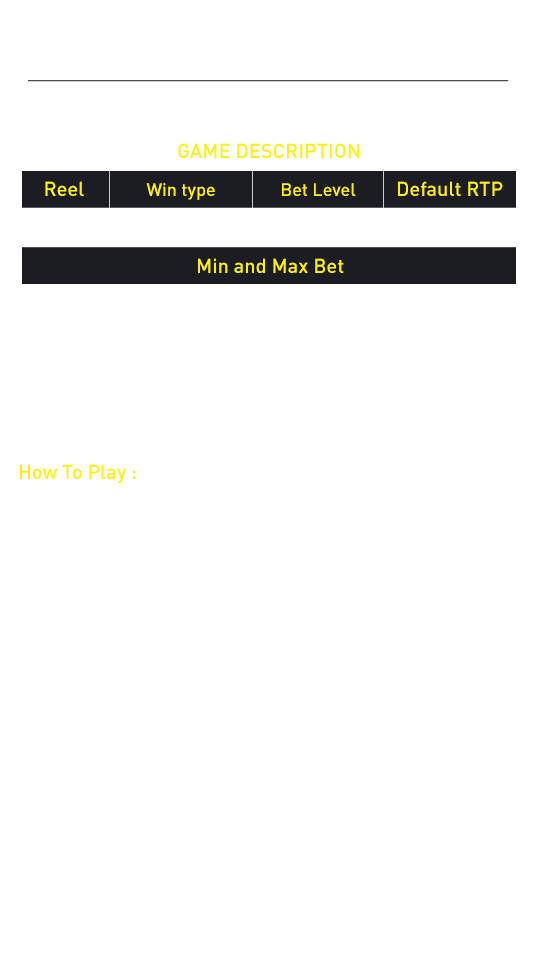 GAME DESCRIPTION
Reel Win type Bet Level Default RTP
Min and Max Bet
How To Play :